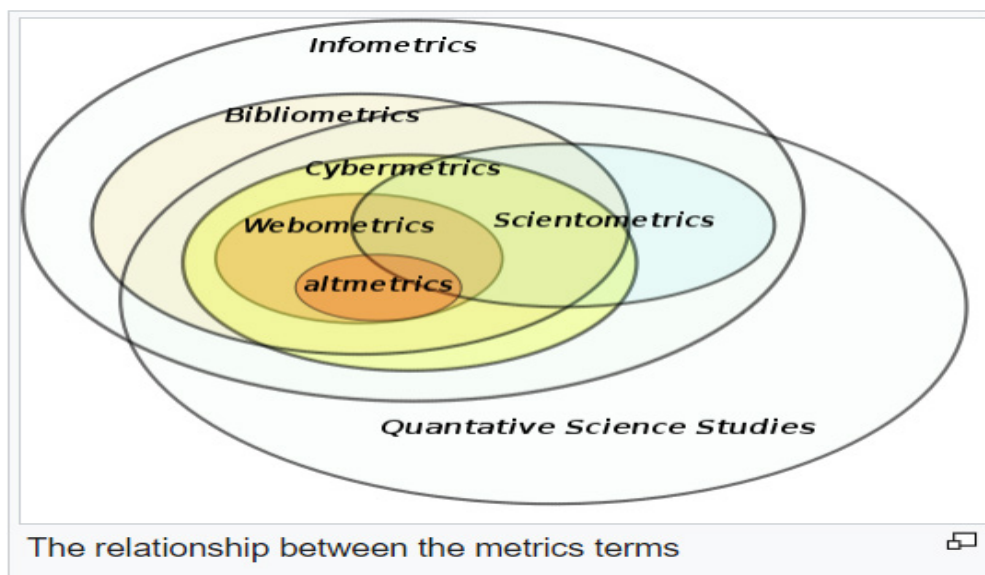 Infometrics
Bibliometrics
Cybermetrics
Webometrics
Scientometrics
altmetrics
Quantative Science Studies
The relationship between the metrics terms